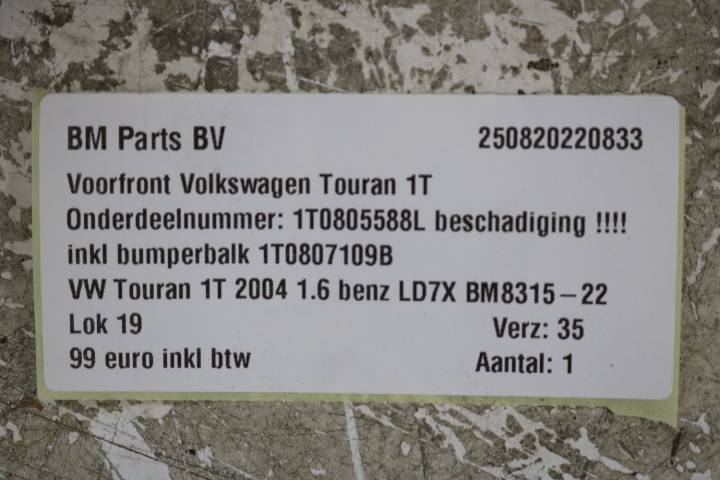 BM Parts BV 250820220833
Voorfront Volkswagen Touran 1T
Onderdeelnummer: 1T0805588L beschadiging !!!!
inkl bumperbalk 1T0807109B
VW Touran 1T 2004 1.6 benz LD7X BM8315-22
Lok 19 Verz: 35
99 euro inkl btw Aantal: 1